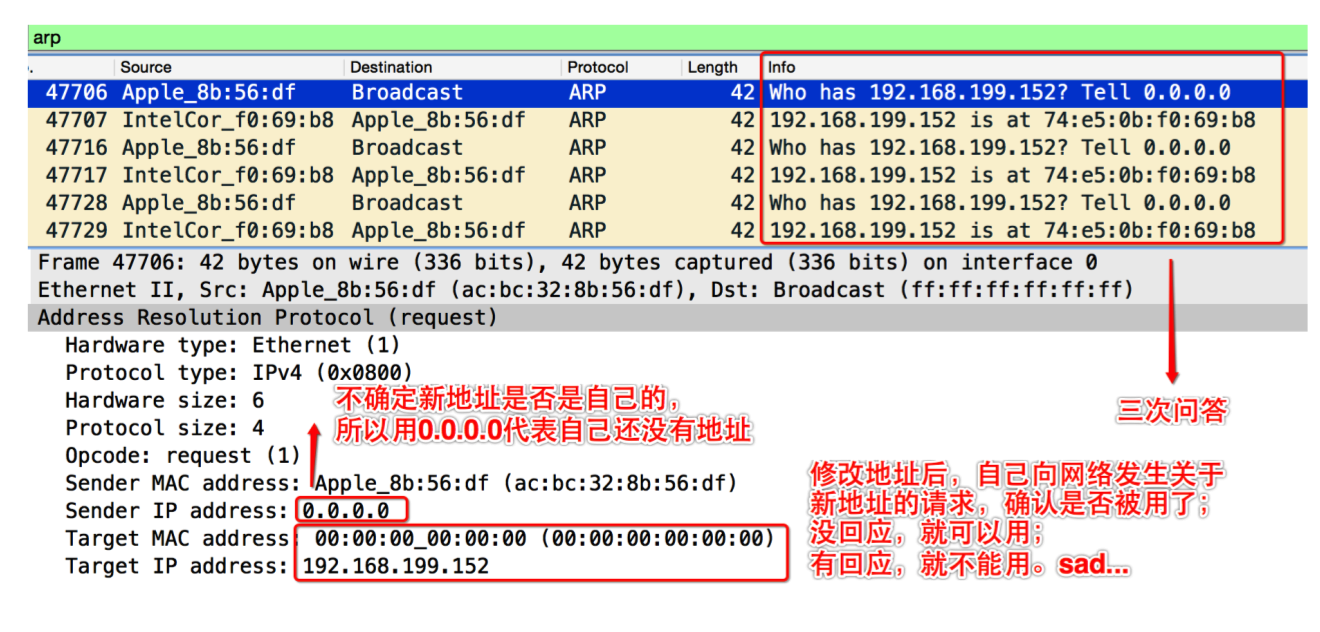 arp
. Source Destination Protocol Length Info
47706 Apple_8b:56:df Broadcast ARP 42 Who has 192.168.199.152? Tell 0.0.0.0
47707 IntelCor_f0:69:b8 Apple_8b:56:df ARP 42 192.168.199.152 is at 74:e5:0b:f0:69:b8
47716 Apple_8b:56:df Broadcast ARP 42 Who has 192.168.199.152? Tell 0.0.0.0
47717 IntelCor_f0:69:b8 Apple_8b:56:df ARP 42 192.168.199.152 is at 74:e5:0b:f0:69:b8
47728 Apple_8b:56:df Broadcast ARP 42 Who has 192.168.199.152? Tell 0.0.0.0
47729 IntelCor_f0:69:b8 Apple_8b:56:df ARP 42 192.168.199.152 is at 74:e5:0b:f0:69:b8
Frame 47706: 42 bytes on wire (336 bits), 42 bytes captured (336 bits) on interface 0
Ethernet II, Src: Apple_8b:56:df (ac:bc:32:8b:56:df), Dst: Broadcast (ff:ff:ff:ff:ff:ff)
Address Resolution Protocol (request)
Hardware type: Ethernet (1)
Protocol type: IPv4 (0x0800)
Hardware size: 6
Protocol size: 4
Opcode: request (1)
Sender MAC address: Apple_8b:56:df (ac:bc:32:8b:56:df)
Sender IP address: 0.0.0.0
Target MAC address: 00:00:00_00:00:00 (00:00:00:00:00:00)
Target IP address: 192.168.199.152
不确定新地址是否是自己的，
所以用0.0.0.0代表自己还没有地址
三次问答
修改地址后，自己向网络发生关于
新地址的请求，确认是否被用了；
没回应，就可以用；
有回应，就不能用。sad...